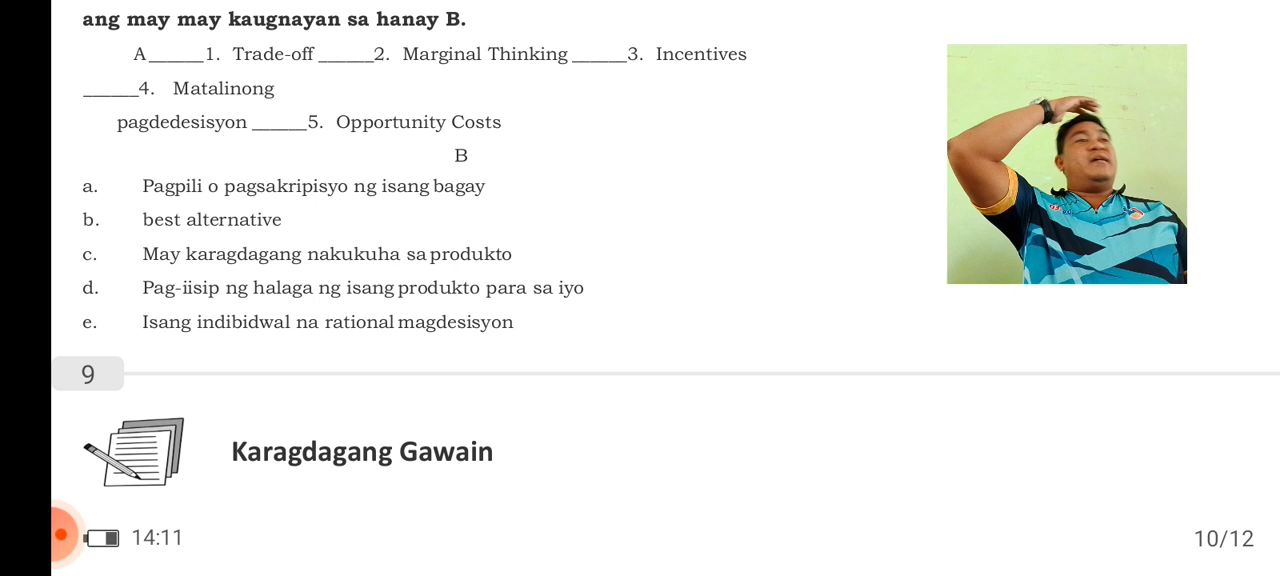 ang may may kaugnayan sa hanay B.
A______1. Trade-off ______2. Marginal Thinking ______3. Incentives
______4. Matalinong
pagdedesisyon ______5. Opportunity Costs
B
a. Pagpili o pagsakripisyo ng isang bagay
b. best alternative
c. May karagdagang nakukuha sa produkto
d. Pag-iisip ng halaga ng isang produkto para sa iyo
e. Isang indibidwal na rational magdesisyon
9
Karagdagang Gawain
14:11
10/12